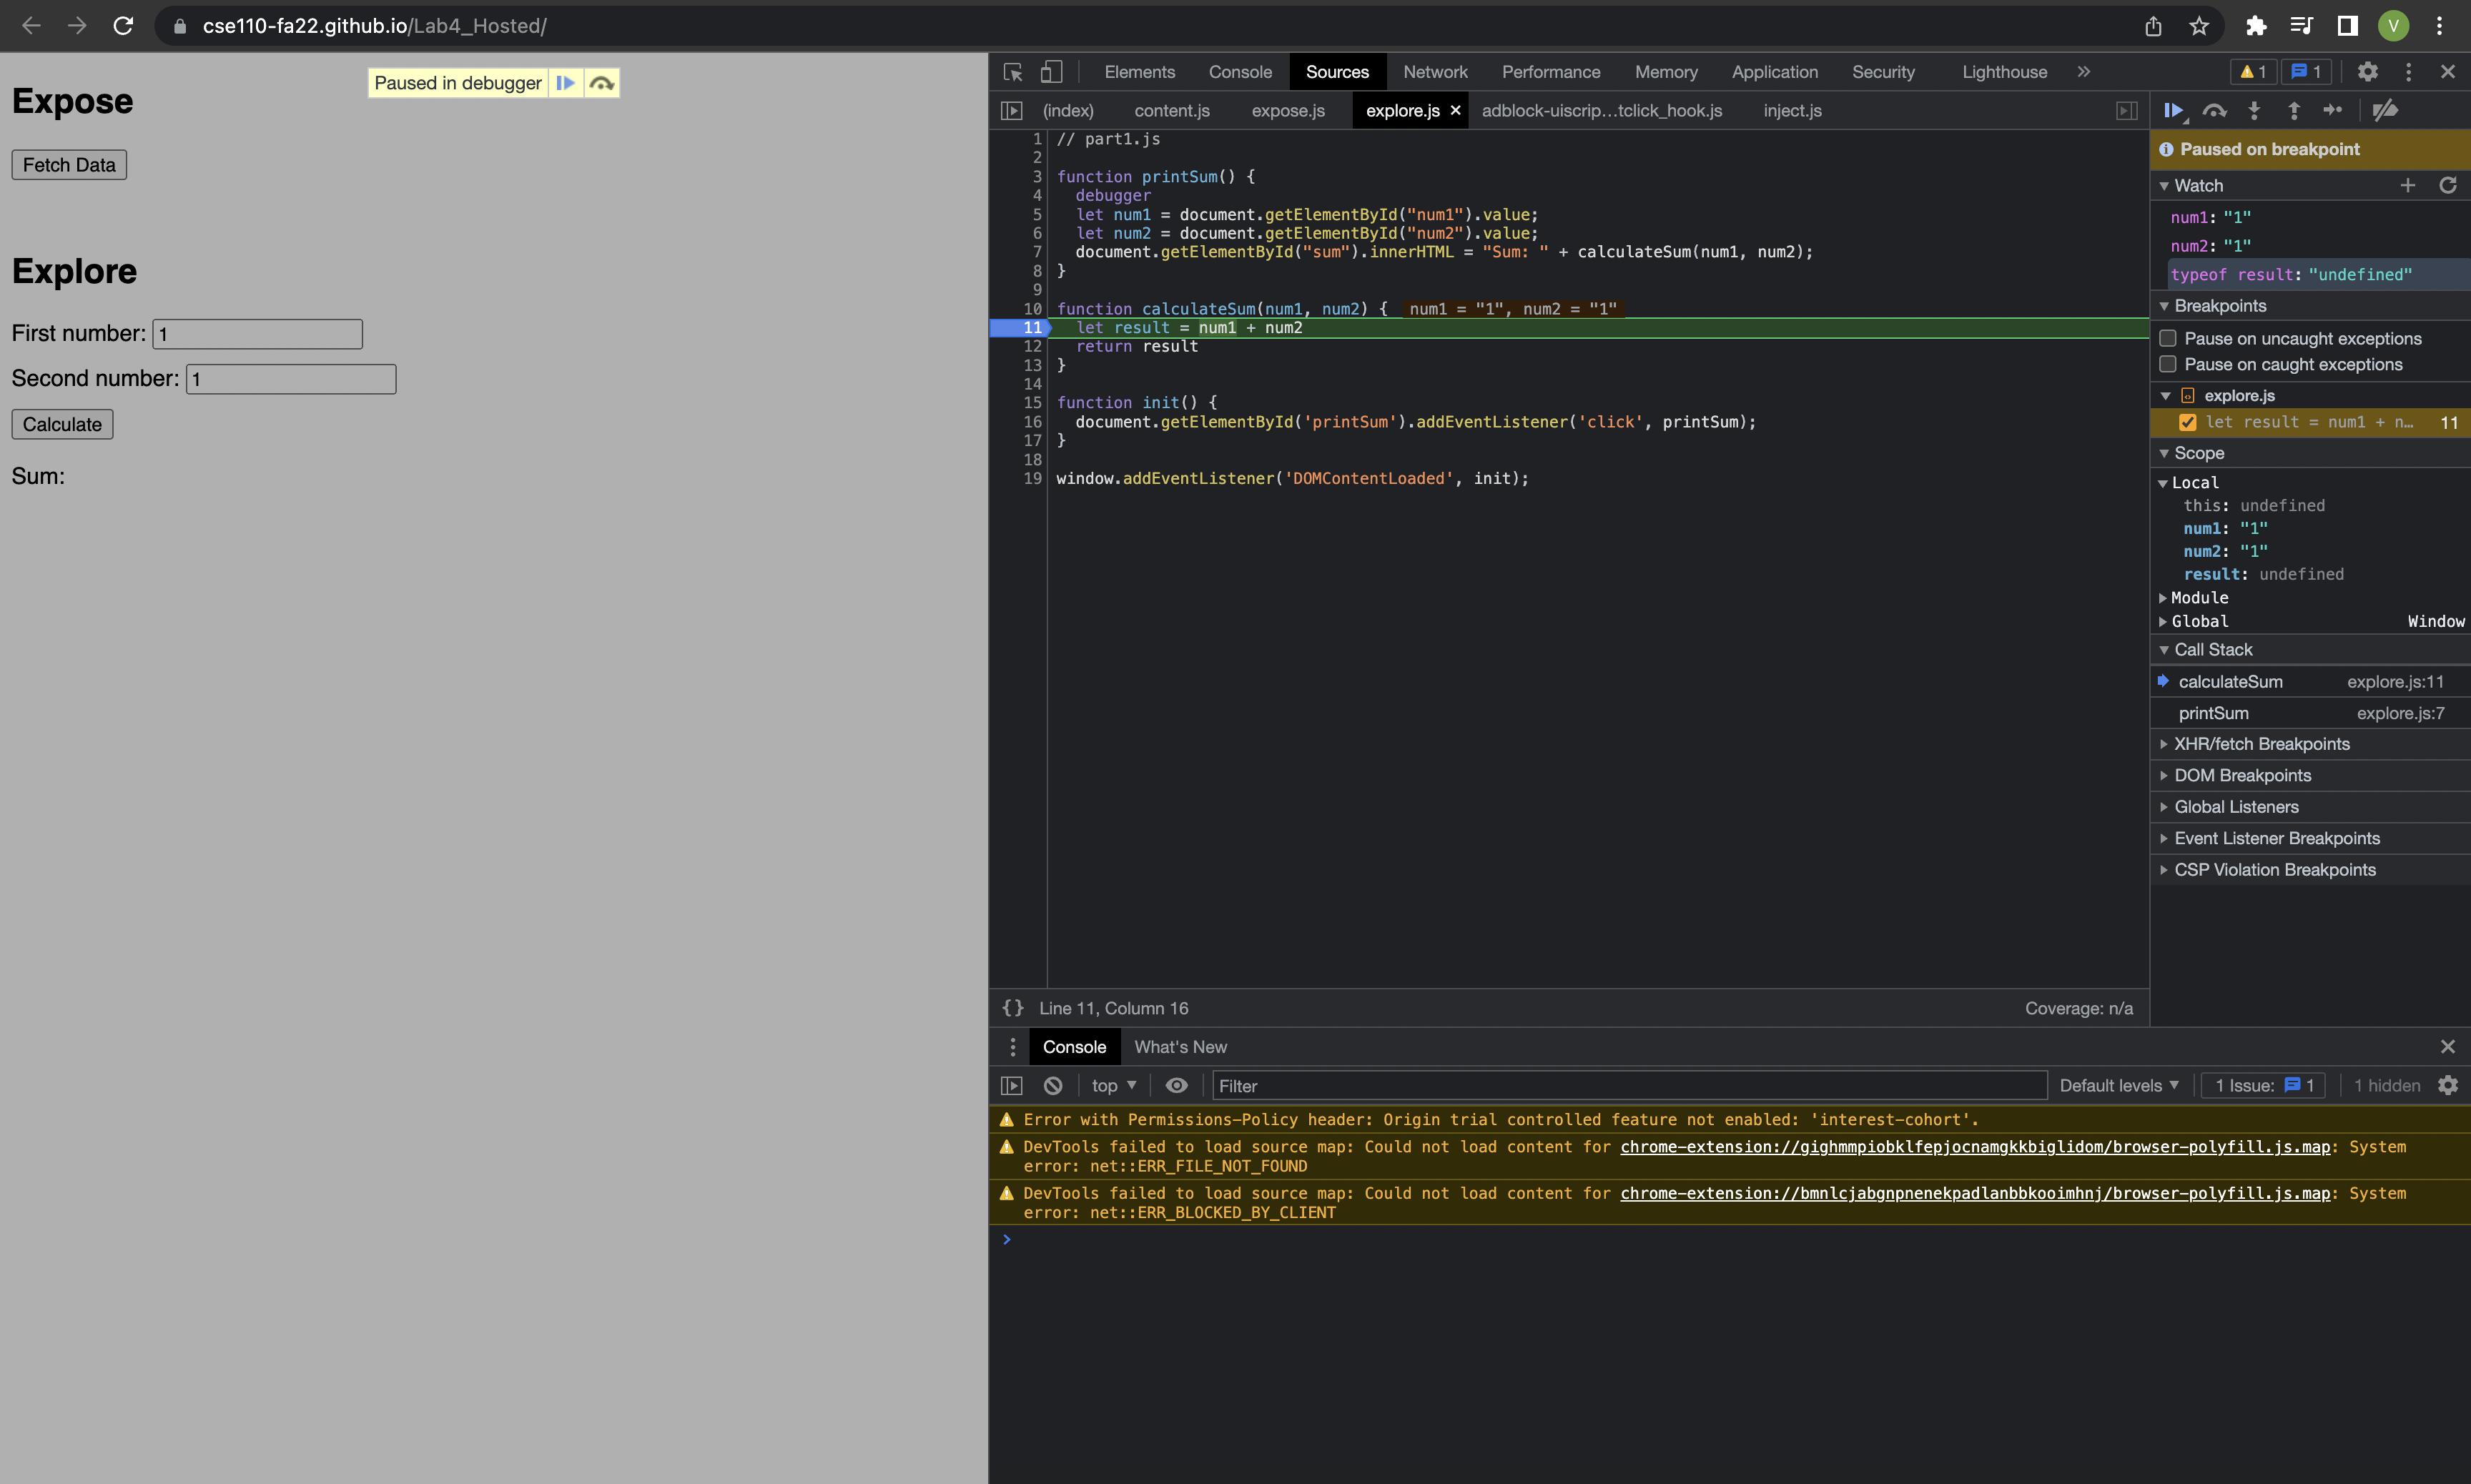 cse110-fa22.github.io/Lab4_Hosted/
V
Paused in debugger
Expose
Fetch Data
Explore
First number: 1
Second number: 1
Calculate
Sum:
Elements Console Sources Network Performance Memory Application Security Lighthouse » 1 1
(index) content.js expose.js explore.js × adblock-uiscrip...tclick_hook.js inject.js
1 // part1.js
2
3 function printSum() {
4 debugger
5 let num1 = document.getElementById("num1").value;
6 let num2 = document.getElementById("num2").value;
7 document.getElementById("sum").innerHTML = "Sum: " + calculateSum(num1, num2);
8 }
9
10 function calculateSum(num1, num2) { num1 = "1", num2 = "1"
11 let result = num1 + num2
12 return result
13 }
14
15 function init() {
16 document.getElementById('printSum').addEventListener('click', printSum);
17 }
18
19 window.addEventListener('DOMContentLoaded', init);
{} Line 11, Column 16 Coverage: n/a
Paused on breakpoint
Watch
num1: "1"
num2: "1"
typeof result: "undefined"
Breakpoints
Pause on uncaught exceptions
Pause on caught exceptions
explore.js
let result = num1 + n… 11
Scope
Local
this: undefined
num1: "1"
num2: "1"
result: undefined
Module
Global Window
Call Stack
calculateSum explore.js:11
printSum explore.js:7
XHR/fetch Breakpoints
DOM Breakpoints
Global Listeners
Event Listener Breakpoints
CSP Violation Breakpoints
Console What's New
top ▼ Filter Default levels ▼ 1 Issue: 1 1 hidden
Error with Permissions-Policy header: Origin trial controlled feature not enabled: 'interest-cohort'.
DevTools failed to load source map: Could not load content for chrome-extension://gighmmpiobklfepjocnamgkkbiglidom/browser-polyfill.js.map: System
error: net::ERR_FILE_NOT_FOUND
DevTools failed to load source map: Could not load content for chrome-extension://bmnlcjabgnpnenekpadlanbbkooimhnj/browser-polyfill.js.map: System
error: net::ERR_BLOCKED_BY_CLIENT
>